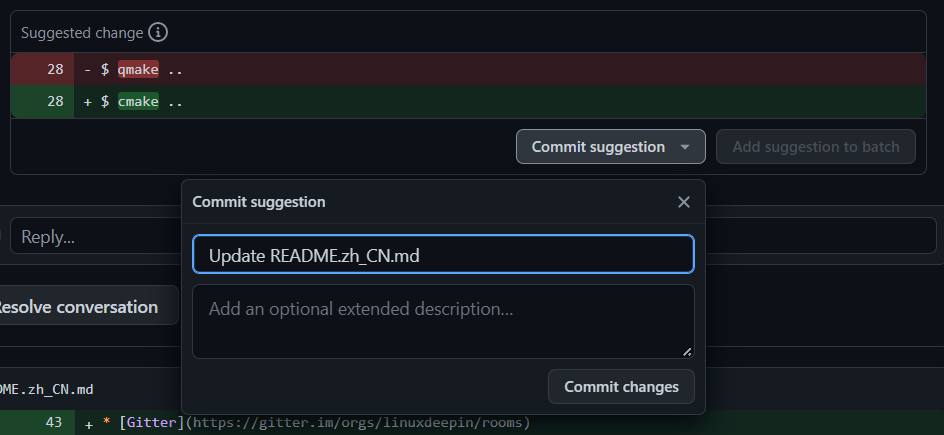 Suggested change
28 - $ qmake ..
28 + $ cmake ..
Commit suggestion
Add suggestion to batch
Commit suggestion
Update README.zh_CN.md
Reply...
Add an optional extended description...
Resolve conversation
Commit changes
DME.zh_CN.md
43 + * [Gitter](https://gitter.im/orgs/linuxdeepin/rooms)